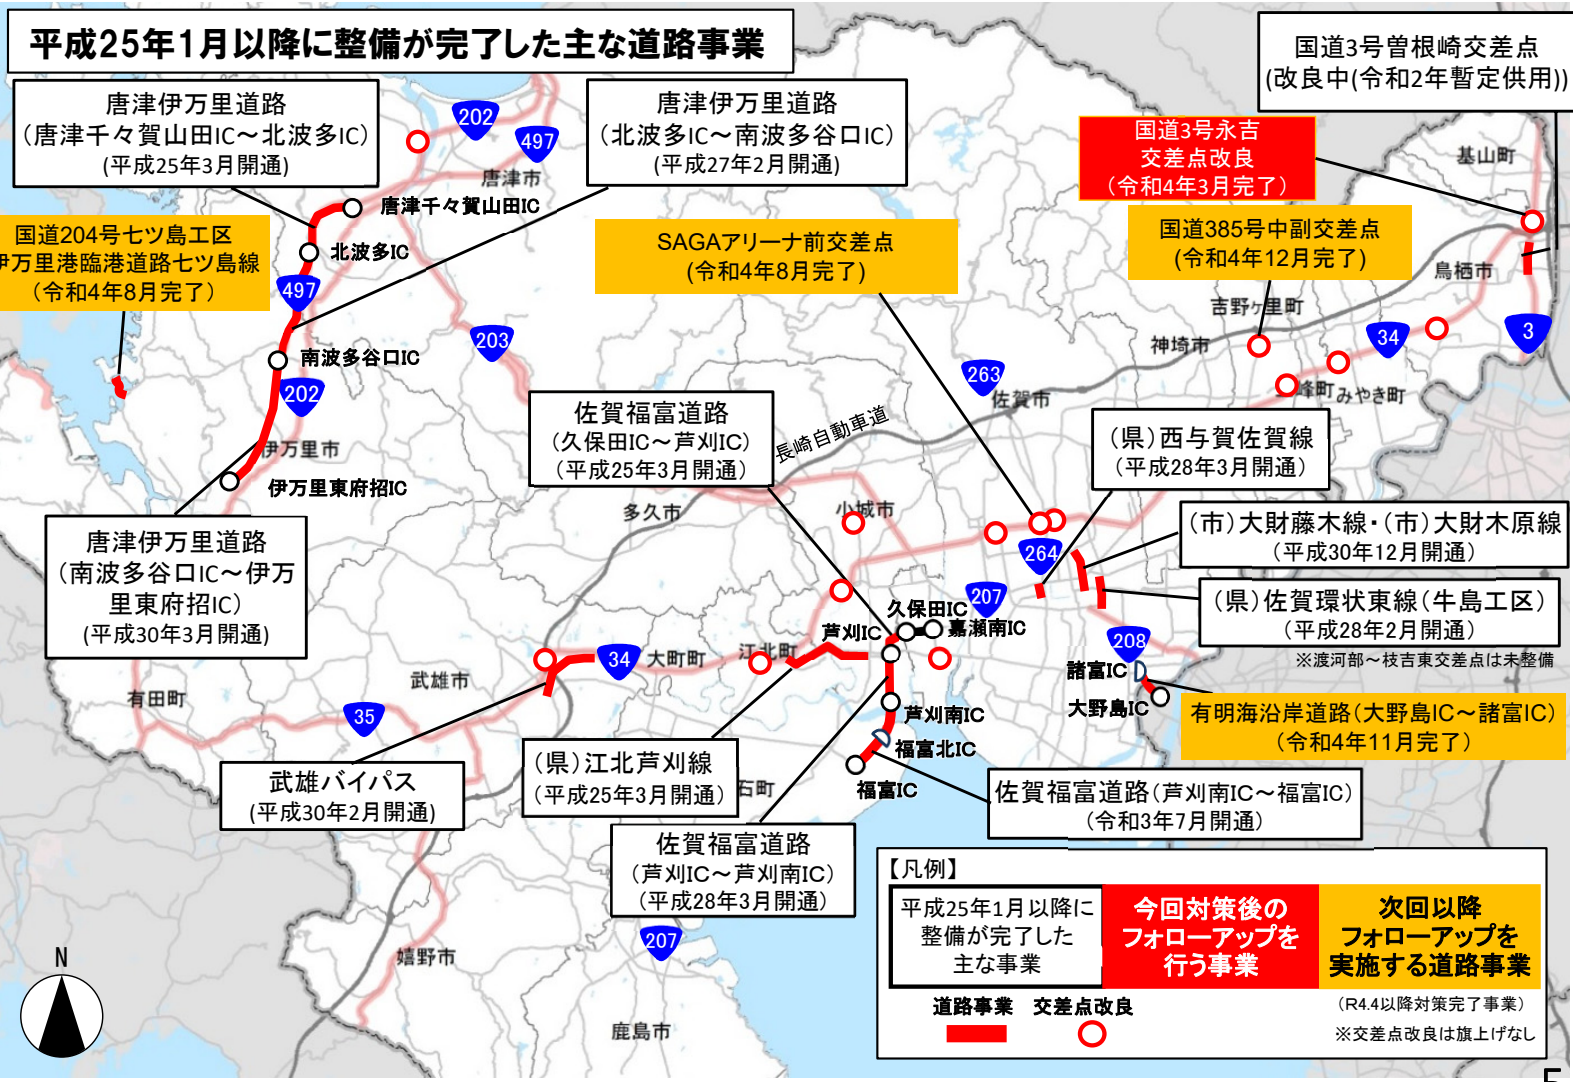 平成25年1月以降に整備が完了した主な道路事業
国道3号曽根崎交差点
(改良中(令和2年暫定供用))
唐津伊万里道路
(唐津千々賀山田IC～北波多IC)
(平成25年3月開通)
唐津伊万里道路
(北波多IC～南波多谷口IC)
(平成27年2月開通)
国道3号永吉
交差点改良
(令和4年3月完了)
国道204号七ツ島工区
伊万里港臨港道路七ツ島線
(令和4年8月完了)
SAGAアリーナ前交差点
(令和4年8月完了)
国道385号中副交差点
(令和4年12月完了)
202
497
唐津市
唐津千々賀山田IC
北波多IC
497
南波多谷口IC
202
203
伊万里市
伊万里東府招IC
基山町
鳥栖市
吉野ヶ里町
神埼市
34
3
263
佐賀市
峰町
みやき町
長崎自動車道
佐賀福富道路
(久保田IC～芦刈IC)
(平成25年3月開通)
(県)西与賀佐賀線
(平成28年3月開通)
多久市
小城市
(市)大財藤木線・(市)大財木原線
(平成30年12月開通)
唐津伊万里道路
(南波多谷口IC～伊万
里東府招IC)
(平成30年3月開通)
264
207
(県)佐賀環状東線(牛島工区)
(平成28年2月開通)
※渡河部～枝吉東交差点は未整備
久保田IC
嘉瀬南IC
芦刈IC
208
諸富IC
大野島IC
34
大町町
江北町
武雄市
有田町
35
芦刈南IC
福富北IC
福富IC
有明海沿岸道路(大野島IC～諸富IC)
(令和4年11月完了)
武雄バイパス
(平成30年2月開通)
(県)江北芦刈線
(平成25年3月開通)
石町
佐賀福富道路(芦刈南IC～福富IC)
(令和3年7月開通)
佐賀福富道路
(芦刈IC～芦刈南IC)
(平成28年3月開通)
207
嬉野市
鹿島市
N
【凡例】
平成25年1月以降に
整備が完了した
主な事業
今回対策後の
フォローアップを
行う事業
次回以降
フォローアップを
実施する道路事業
道路事業
交差点改良
(R4.4以降対策完了事業)
※交差点改良は旗上げなし